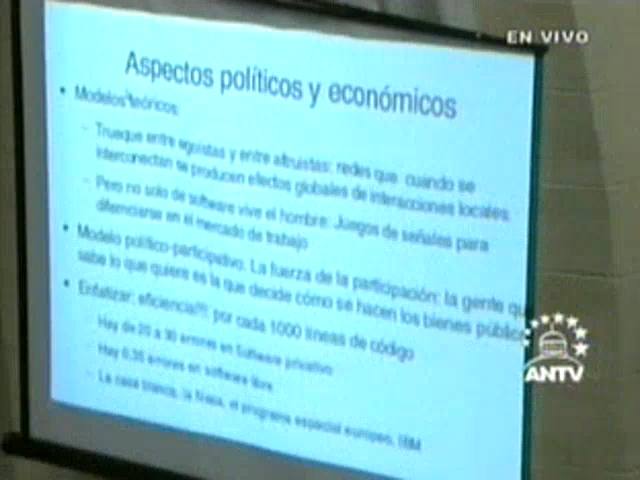 EN VIVO
Aspectos políticos y económicos
• Modelos teóricos:
– Trueque entre egoistas y entre altruistas: redes que cuando se
interconectan se producen efectos globales de interacciones locales.
– Pero no solo de software vive el hombre: Juegos de señales para
diferenciarse en el mercado de trabajo
• Modelo político-participativo. La fuerza de la participación: la gente qu
sabe lo que quiere es la que decide cómo se hacen los bienes público
• Enfatizar: eficiencia!!!: por cada 1000 líneas de código
– Hay de 20 a 30 errores en Software privativo
– Hay 0,35 errores en software libre
– La casa blanca, la Nasa, el programa espacial europeo, IBM
ANTV